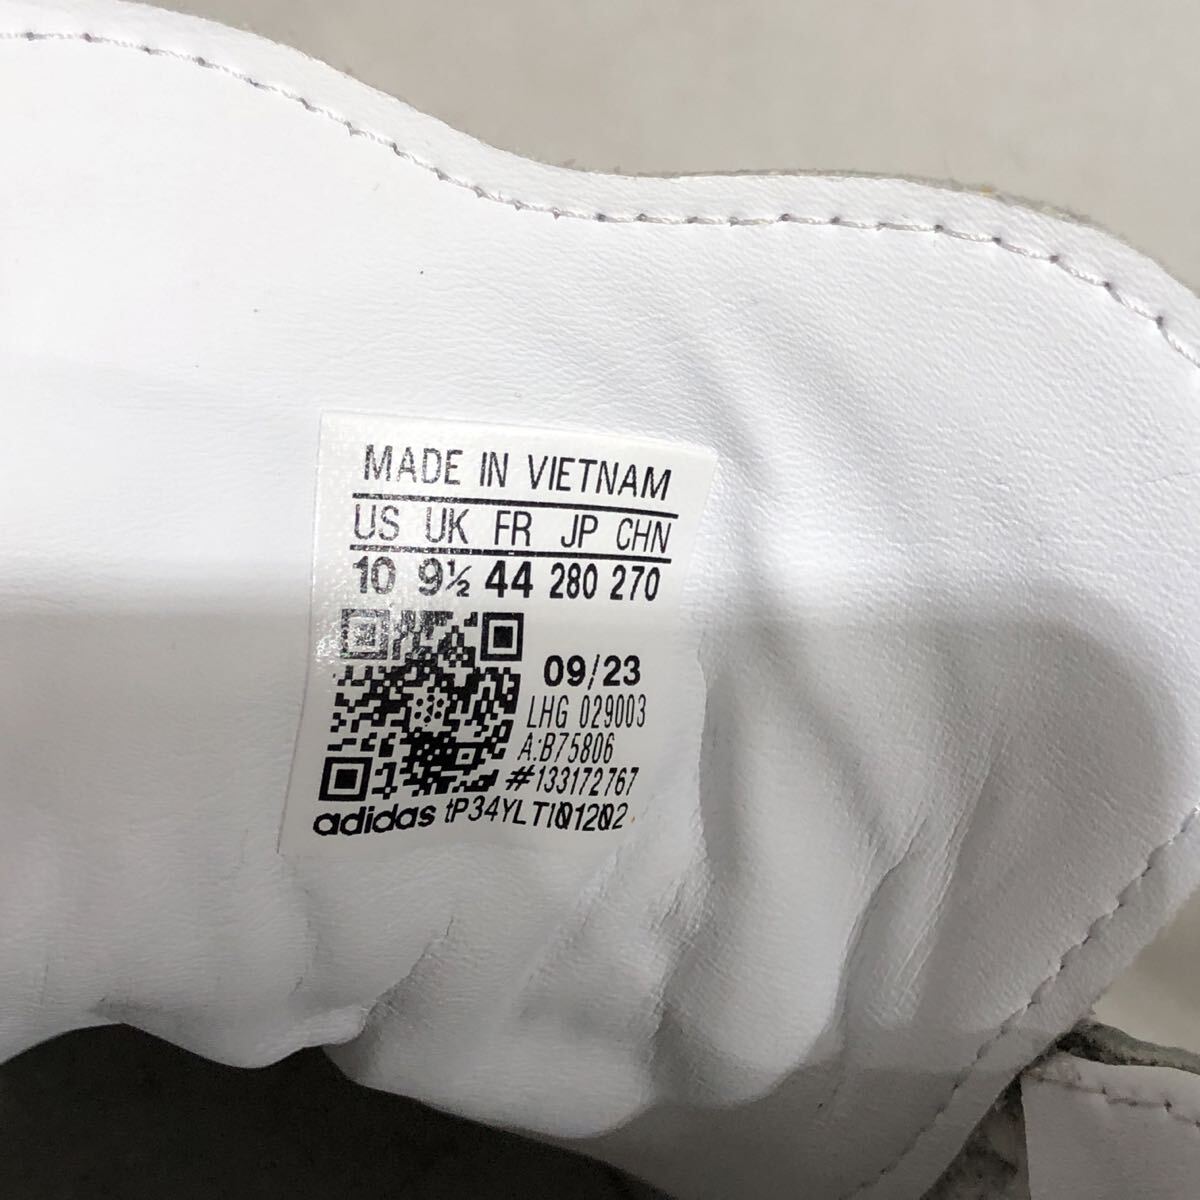 MADE IN VIETNAM
US UK FR JP CHN
10 9½ 44 280 270
09/23
LHG 029003
A:B75806
#133172767
adidas tP34YLTIQ1202